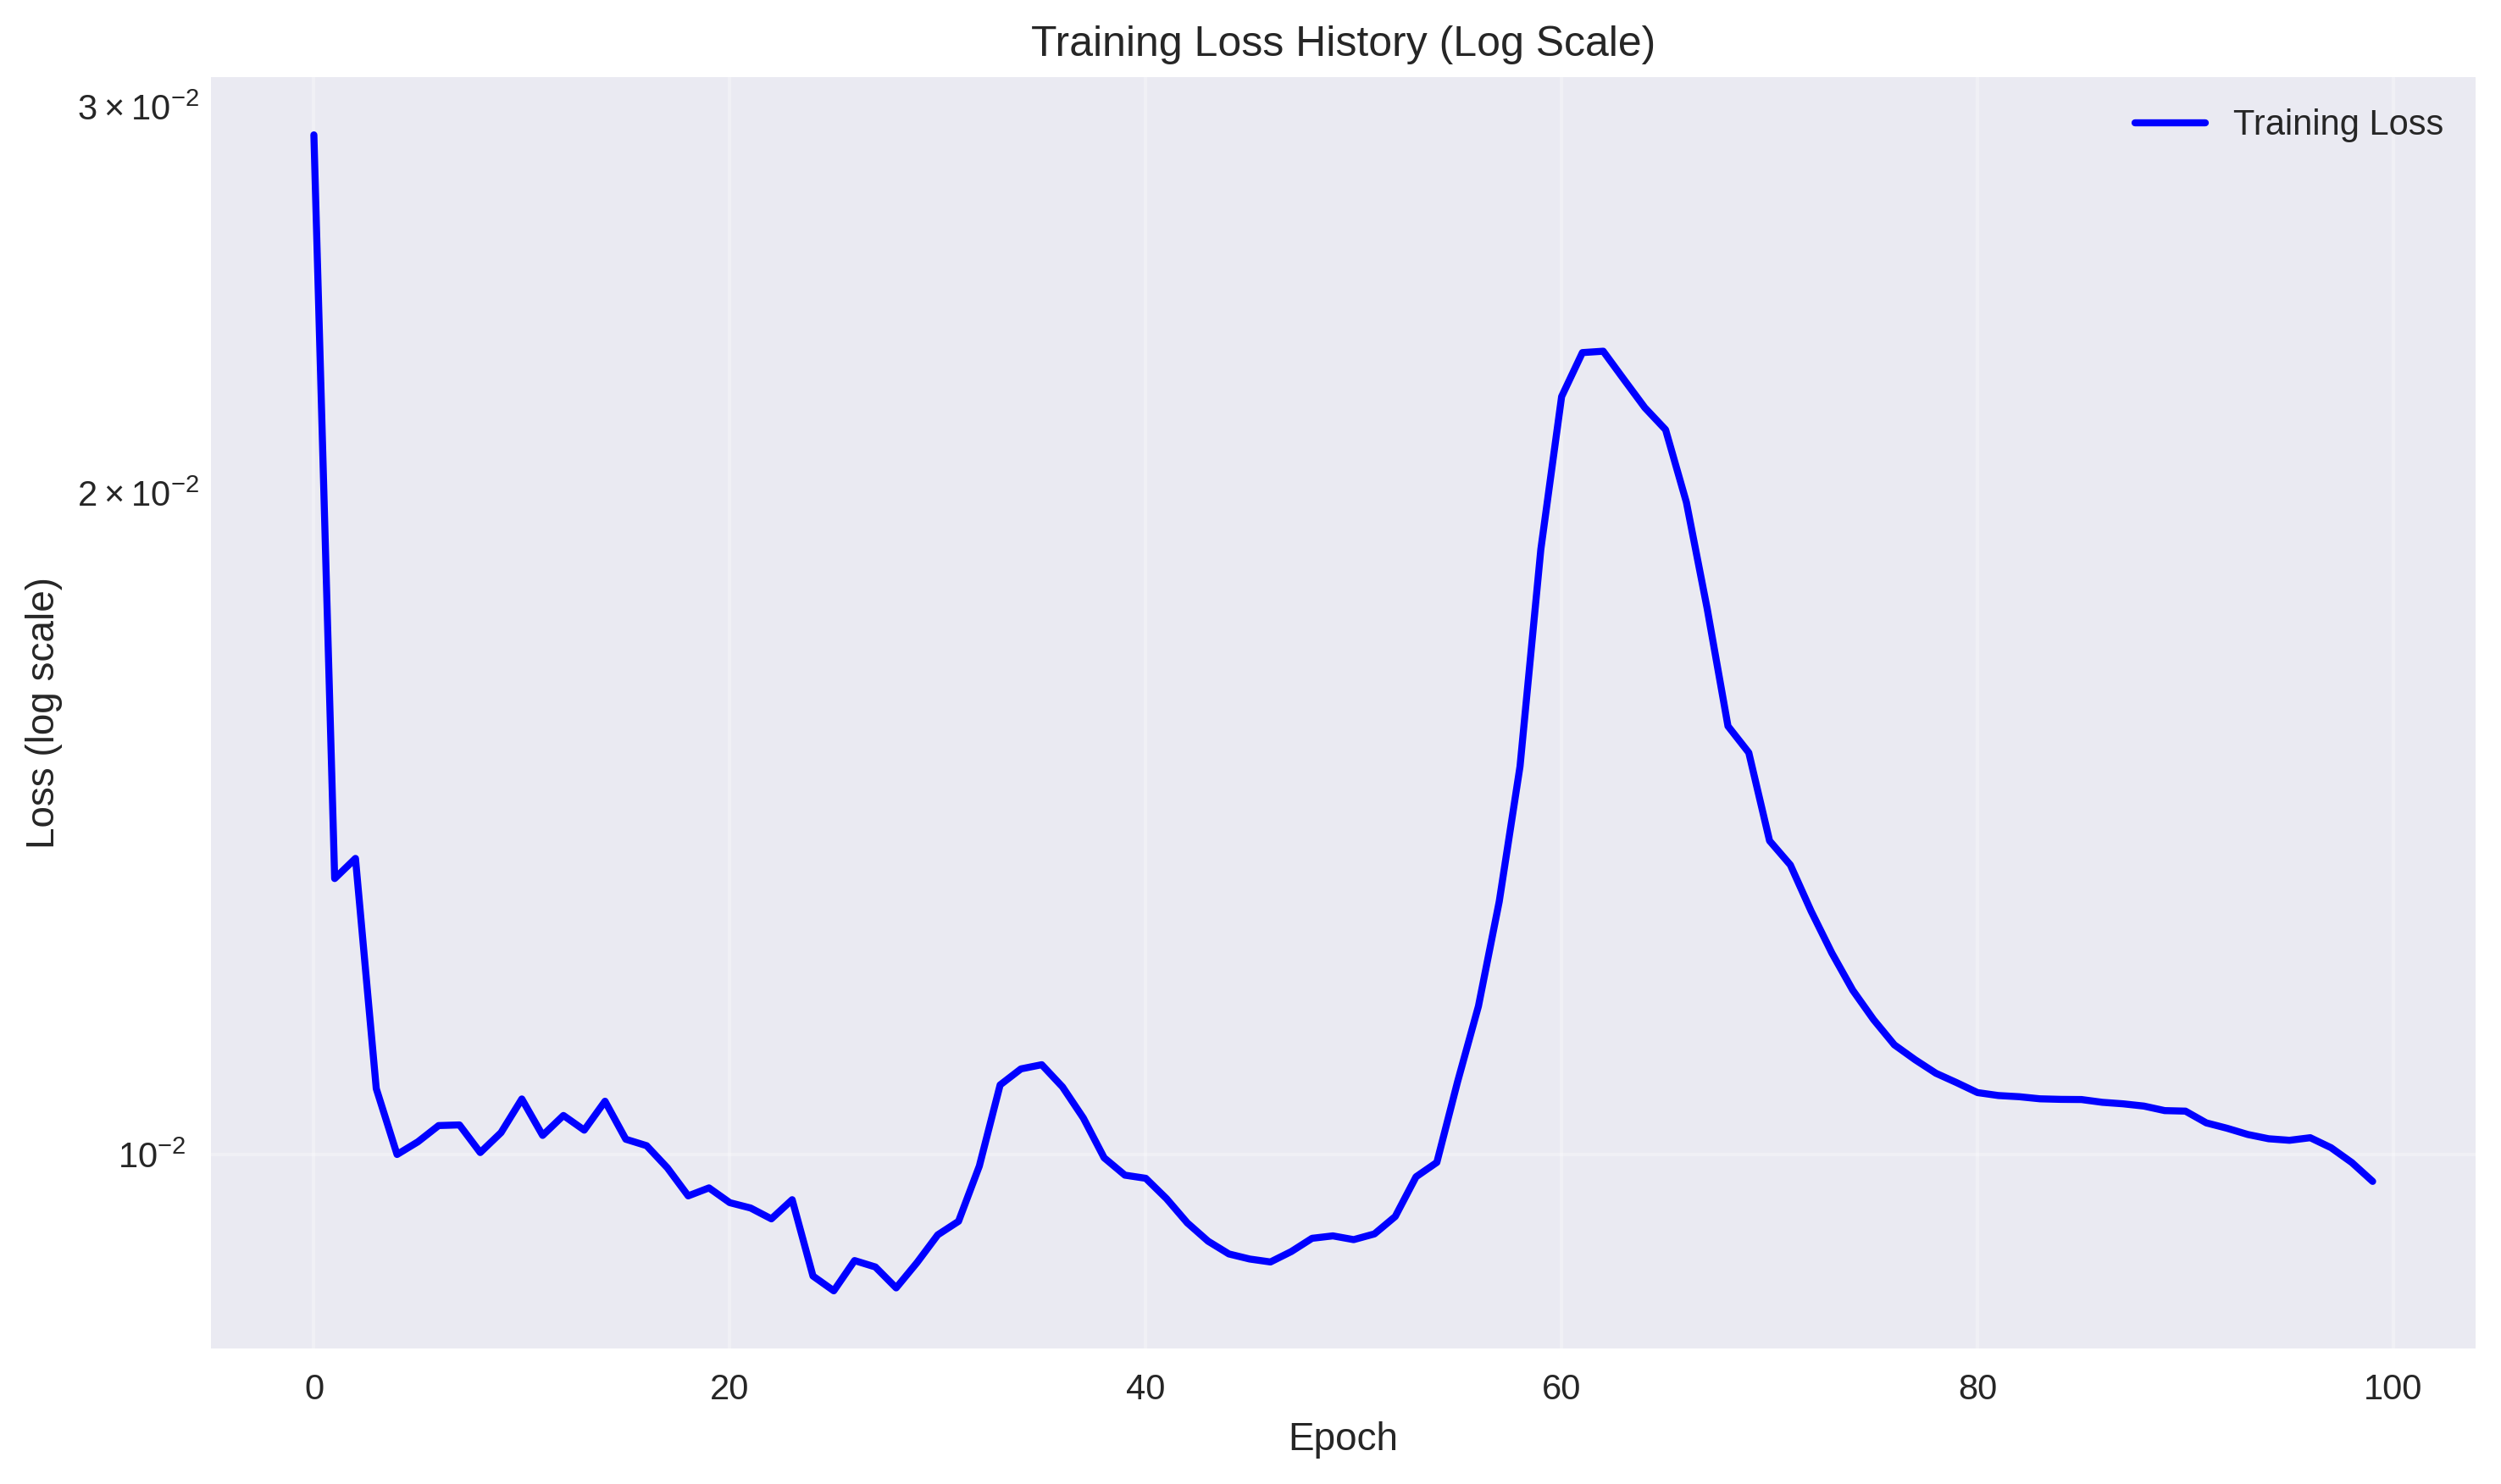 Training Loss History (Log Scale)
3 × 10⁻²
Training Loss
2 × 10⁻²
Loss (log scale)
10⁻²
0 20 40 60 80 100
Epoch